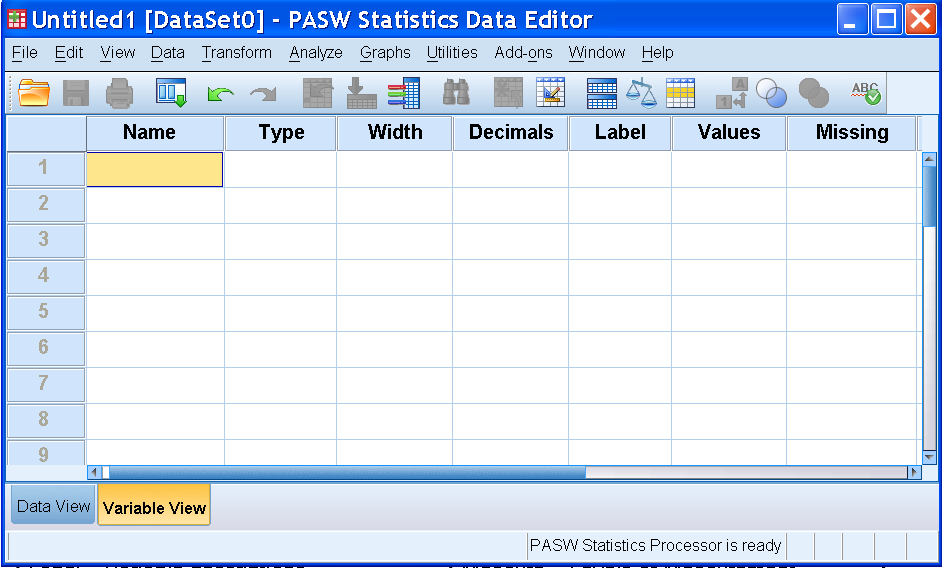 Untitled1 [DataSet0] - PASW Statistics Data Editor
File Edit View Data Transform Analyze Graphs Utilities Add-ons Window Help
A
1
ABC
Name Type Width Decimals Label Values Missing
1
2
3
4
5
6
7
8
9
Data View Variable View
PASW Statistics Processor is ready